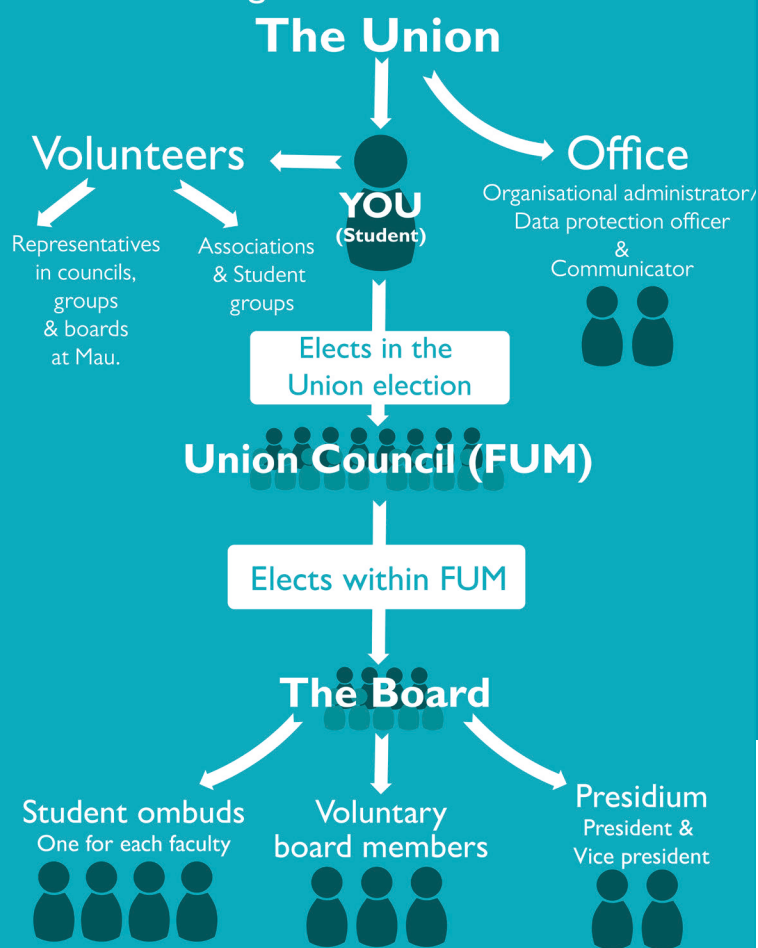 The Union
Volunteers
Office
YOU
(Student)
Organisational administrator/
Data protection officer
&
Communicator
Representatives
in councils,
groups
& boards
at Mau.
Associations
& Student
groups
Elects in the
Union election
Union Council (FUM)
Elects within FUM
The Board
Student ombuds
One for each faculty
Voluntary
board members
Presidium
President &
Vice president